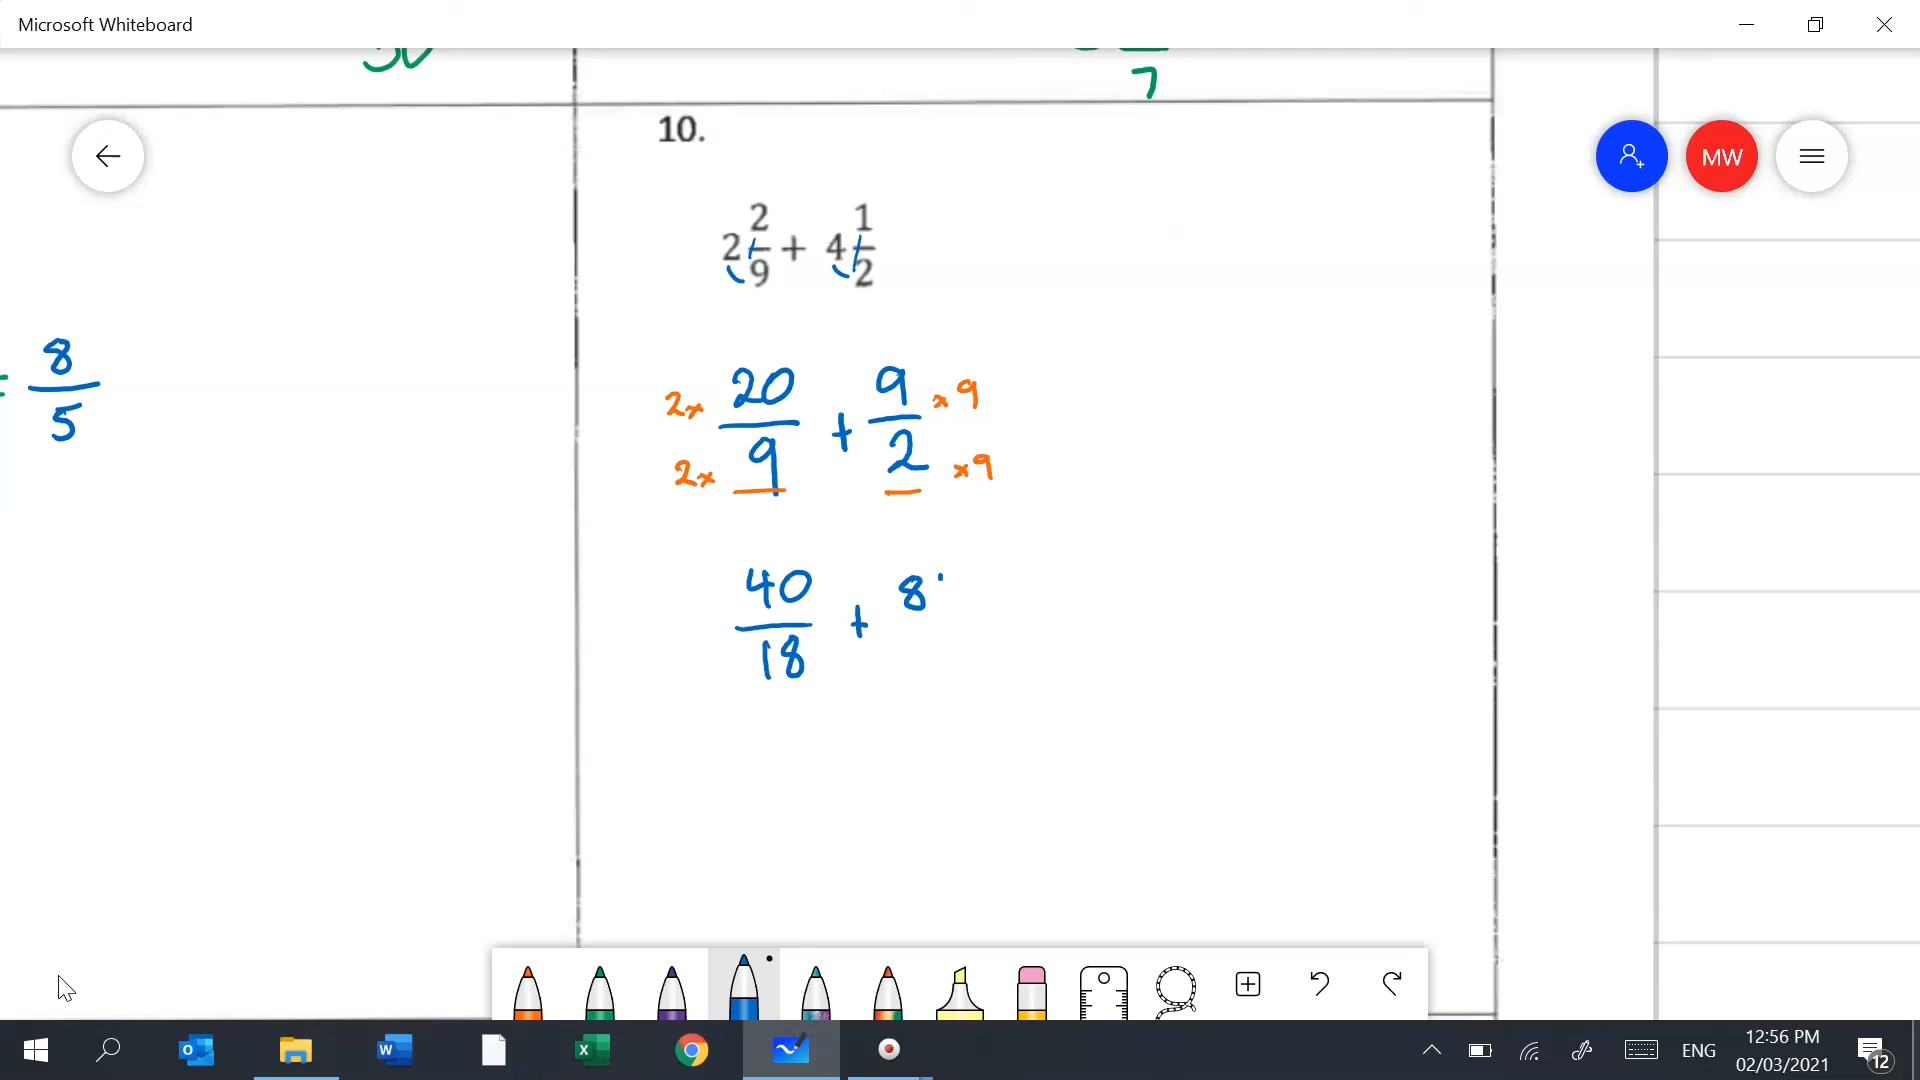 Microsoft Whiteboard
7
10.
MW
2 2/9 + 4 1/2
8/5
2× 20/9 + 9/2 × 9
2× × 9
40/18 + 8
ENG
12:56 PM
02/03/2021
12